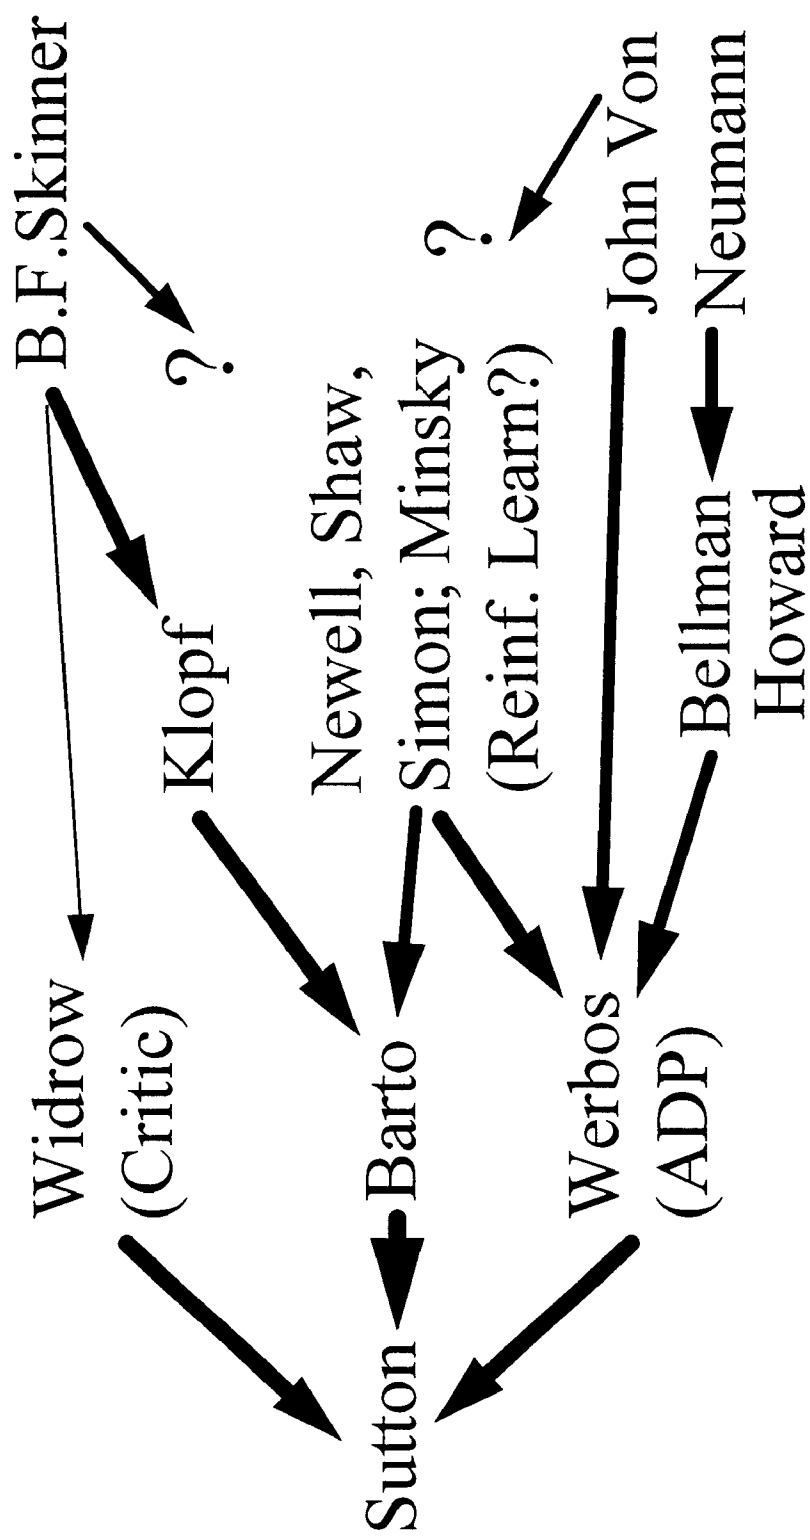 B.F.Skinner
?
John Von
Neumann
?
Klopf
Newell, Shaw,
Simon; Minsky
(Reinf. Learn?)
Bellman
Howard
Widrow
(Critic)
Barto
Werbos
(ADP)
Sutton